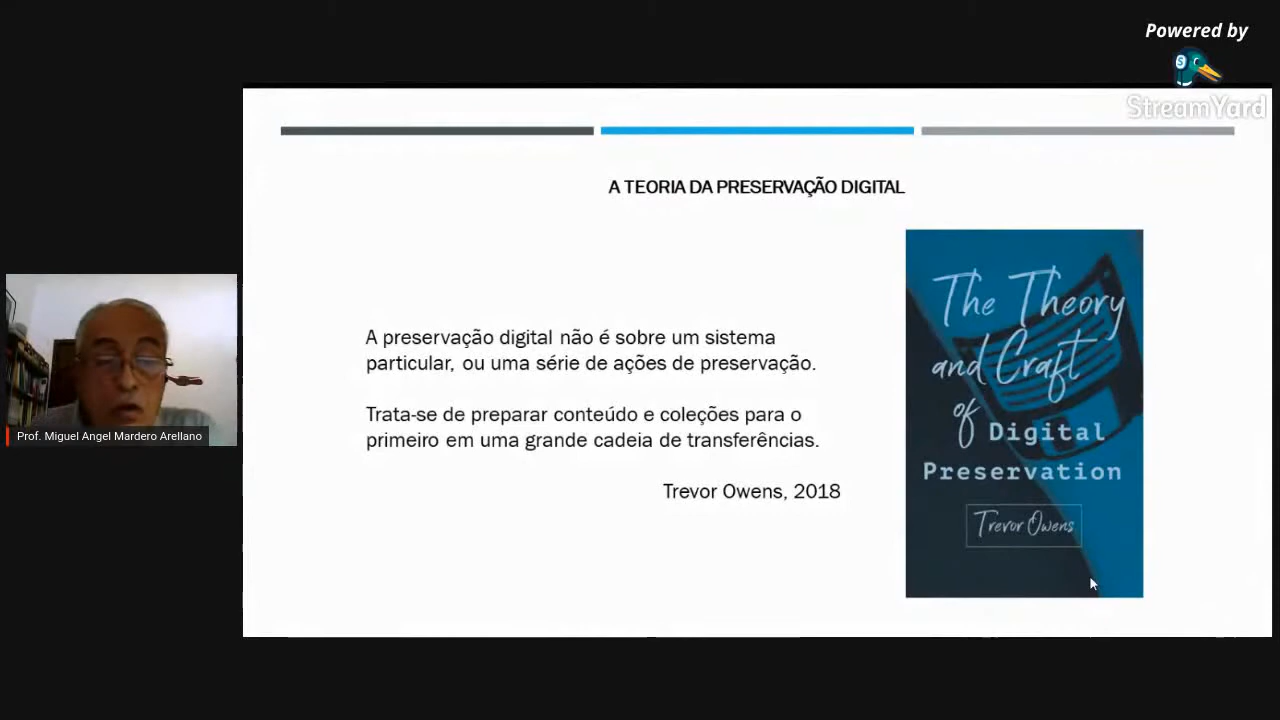 Powered by
StreamYard
A TEORIA DA PRESERVAÇÃO DIGITAL
A preservação digital não é sobre um sistema
particular, ou uma série de ações de preservação.
Trata-se de preparar conteúdo e coleções para o
primeiro em uma grande cadeia de transferências.
Trevor Owens, 2018
The Theory
and Craft
of Digital
Preservation
Trevor Owens
Prof. Miguel Angel Mardero Arellano